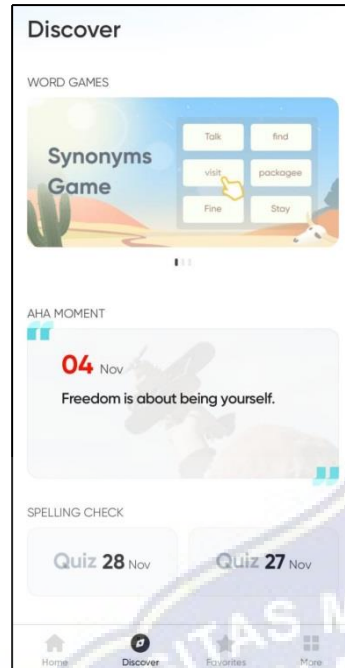 Discover
WORD GAMES
Synonyms
Game
Talk
find
visit
packagee
Fine
Stay
AHA MOMENT
04 Nov
Freedom is about being yourself.
SPELLING CHECK
Quiz 28 Nov
Quiz 27 Nov
ITAS M
Home
Discover
Favorites
More